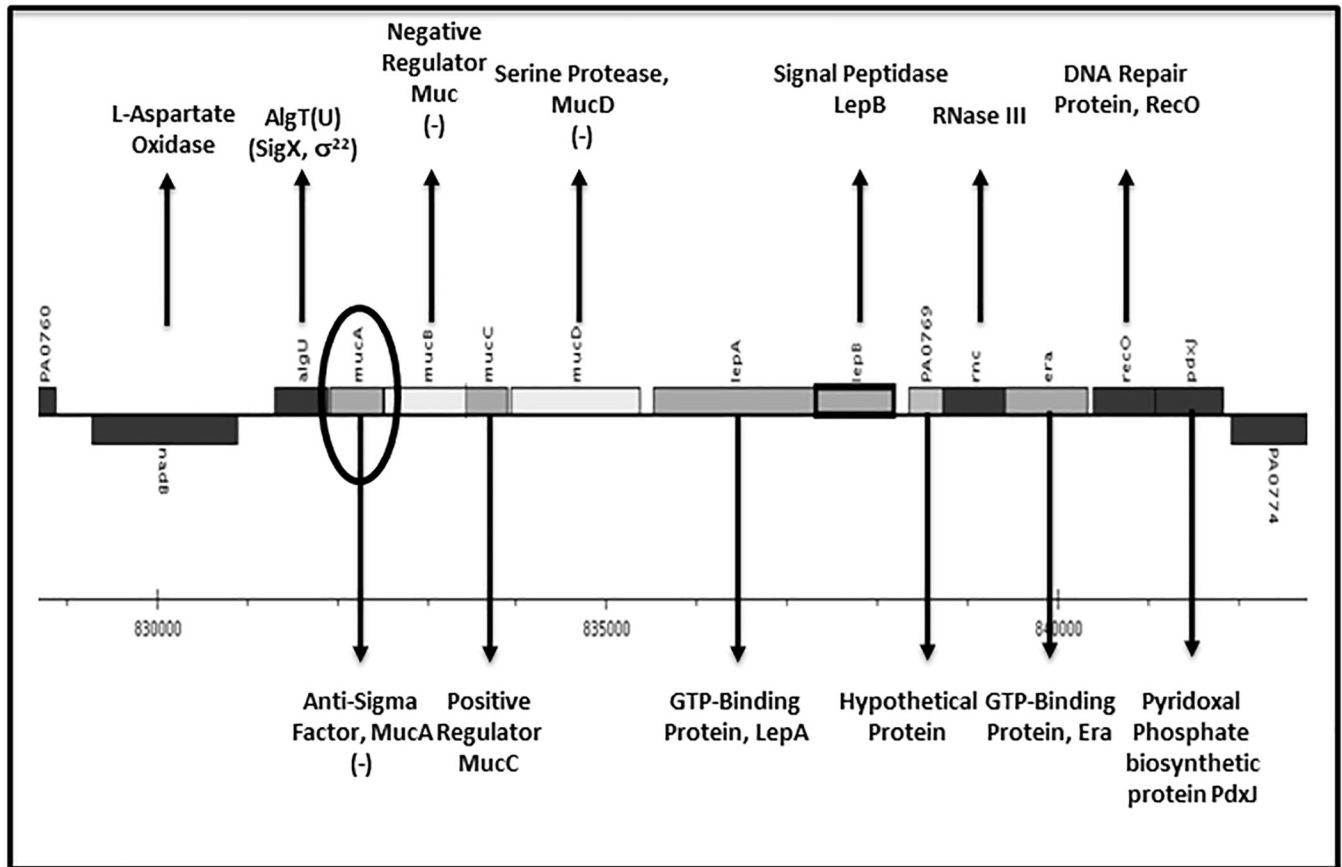 Negative
Regulator
Muc
(-)
Serine Protease,
MucD
(-)
Signal Peptidase
LepB
DNA Repair
Protein, RecO
L-Aspartate
Oxidase
AlgT(U)
(SigX, σ²²)
RNase III
PA0760
algU
mucA
mucB
mucC
mucD
lepA
lepB
PA0769
rnc
era
recO
pdxJ
nadB
PA0774
830000
835000
840000
Anti-Sigma
Factor, MucA
(-)
Positive
Regulator
MucC
GTP-Binding
Protein, LepA
Hypothetical
Protein
GTP-Binding
Protein, Era
Pyridoxal
Phosphate
biosynthetic
protein PdxJ